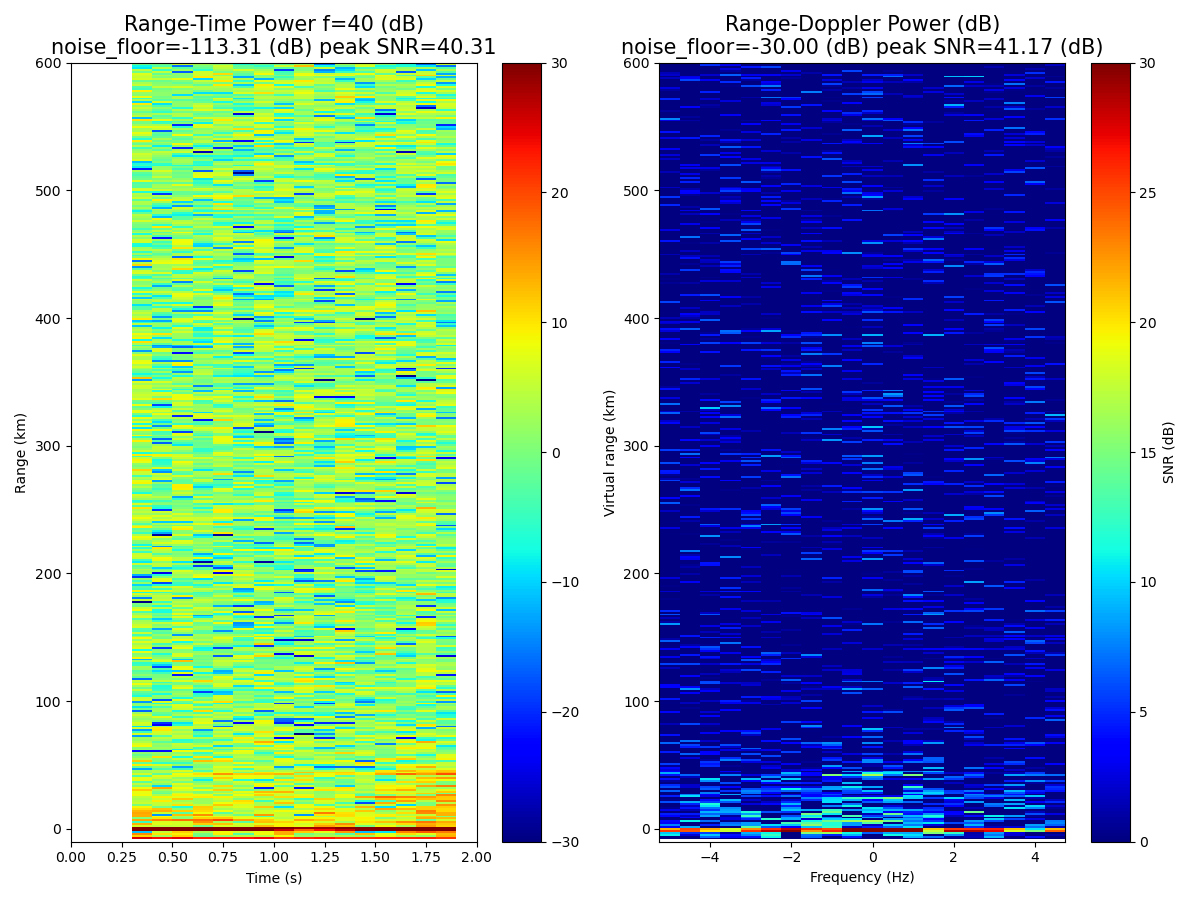 Range-Time Power f=40 (dB)
noise_floor=-113.31 (dB) peak SNR=40.31
Range-Doppler Power (dB)
noise_floor=-30.00 (dB) peak SNR=41.17 (dB)
Range (km)
600
500
400
300
200
100
0
0.00 0.25 0.50 0.75 1.00 1.25 1.50 1.75 2.00
Time (s)
30
20
10
0
−10
−20
−30
Virtual range (km)
600
500
400
300
200
100
0
−4 −2 0 2 4
Frequency (Hz)
30
25
20
15
10
5
0
SNR (dB)